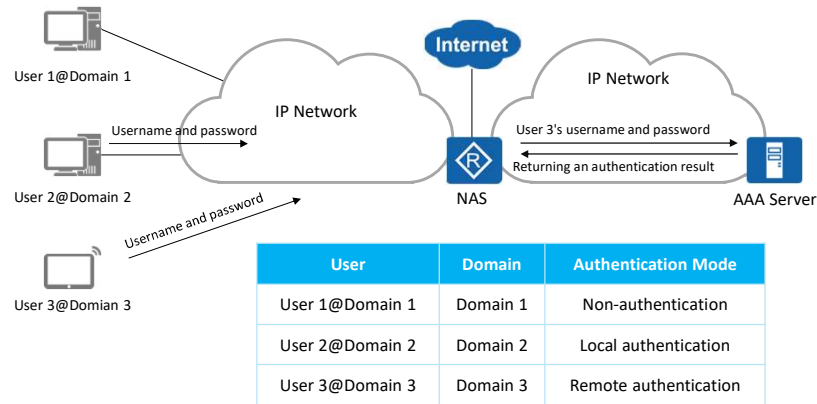 User 1@Domain 1
Username and password
User 2@Domain 2
Username and password
User 3@Domian 3
IP Network
Internet
R
NAS
IP Network
User 3's username and password
Returning an authentication result
AAA Server
User Domain Authentication Mode
User 1@Domain 1 Domain 1 Non-authentication
User 2@Domain 2 Domain 2 Local authentication
User 3@Domain 3 Domain 3 Remote authentication